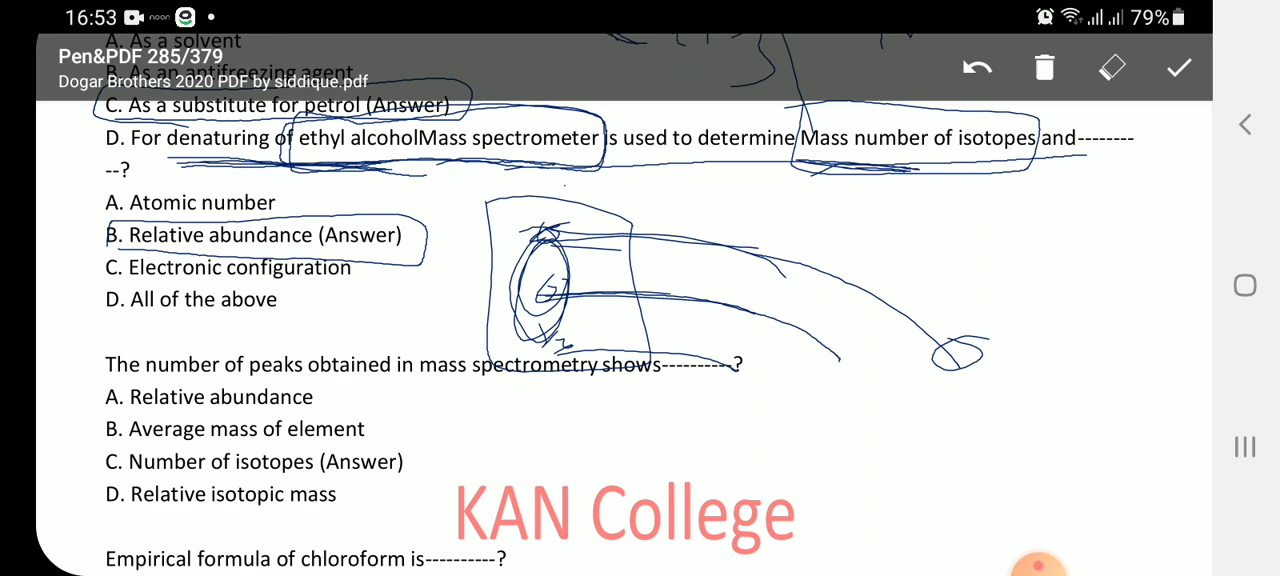 16:53 noon 79%
A. As a solvent
Pen&PDF 285/379
B. As an antifreezing agent
Dogar Brothers 2020 PDF by siddique.pdf
C. As a substitute for petrol (Answer)
D. For denaturing of ethyl alcoholMass spectrometer is used to determine Mass number of isotopes and--------
--?
A. Atomic number
B. Relative abundance (Answer)
C. Electronic configuration
D. All of the above
The number of peaks obtained in mass spectrometry shows----------?
A. Relative abundance
B. Average mass of element
C. Number of isotopes (Answer)
D. Relative isotopic mass
KAN College
Empirical formula of chloroform is----------?